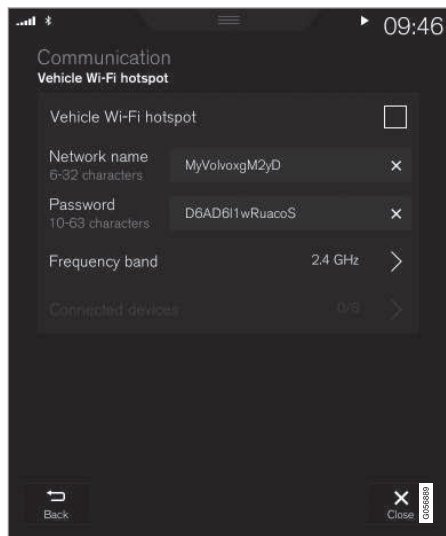 09:46
Communication
Vehicle Wi-Fi hotspot
Vehicle Wi-Fi hotspot
Network name
6-32 characters
MyVolvoxgM2yD
Password
10-63 characters
D6AD6l1wRuacoS
Frequency band
2.4 GHz
Connected devices
0/8
Back
Close
G056889